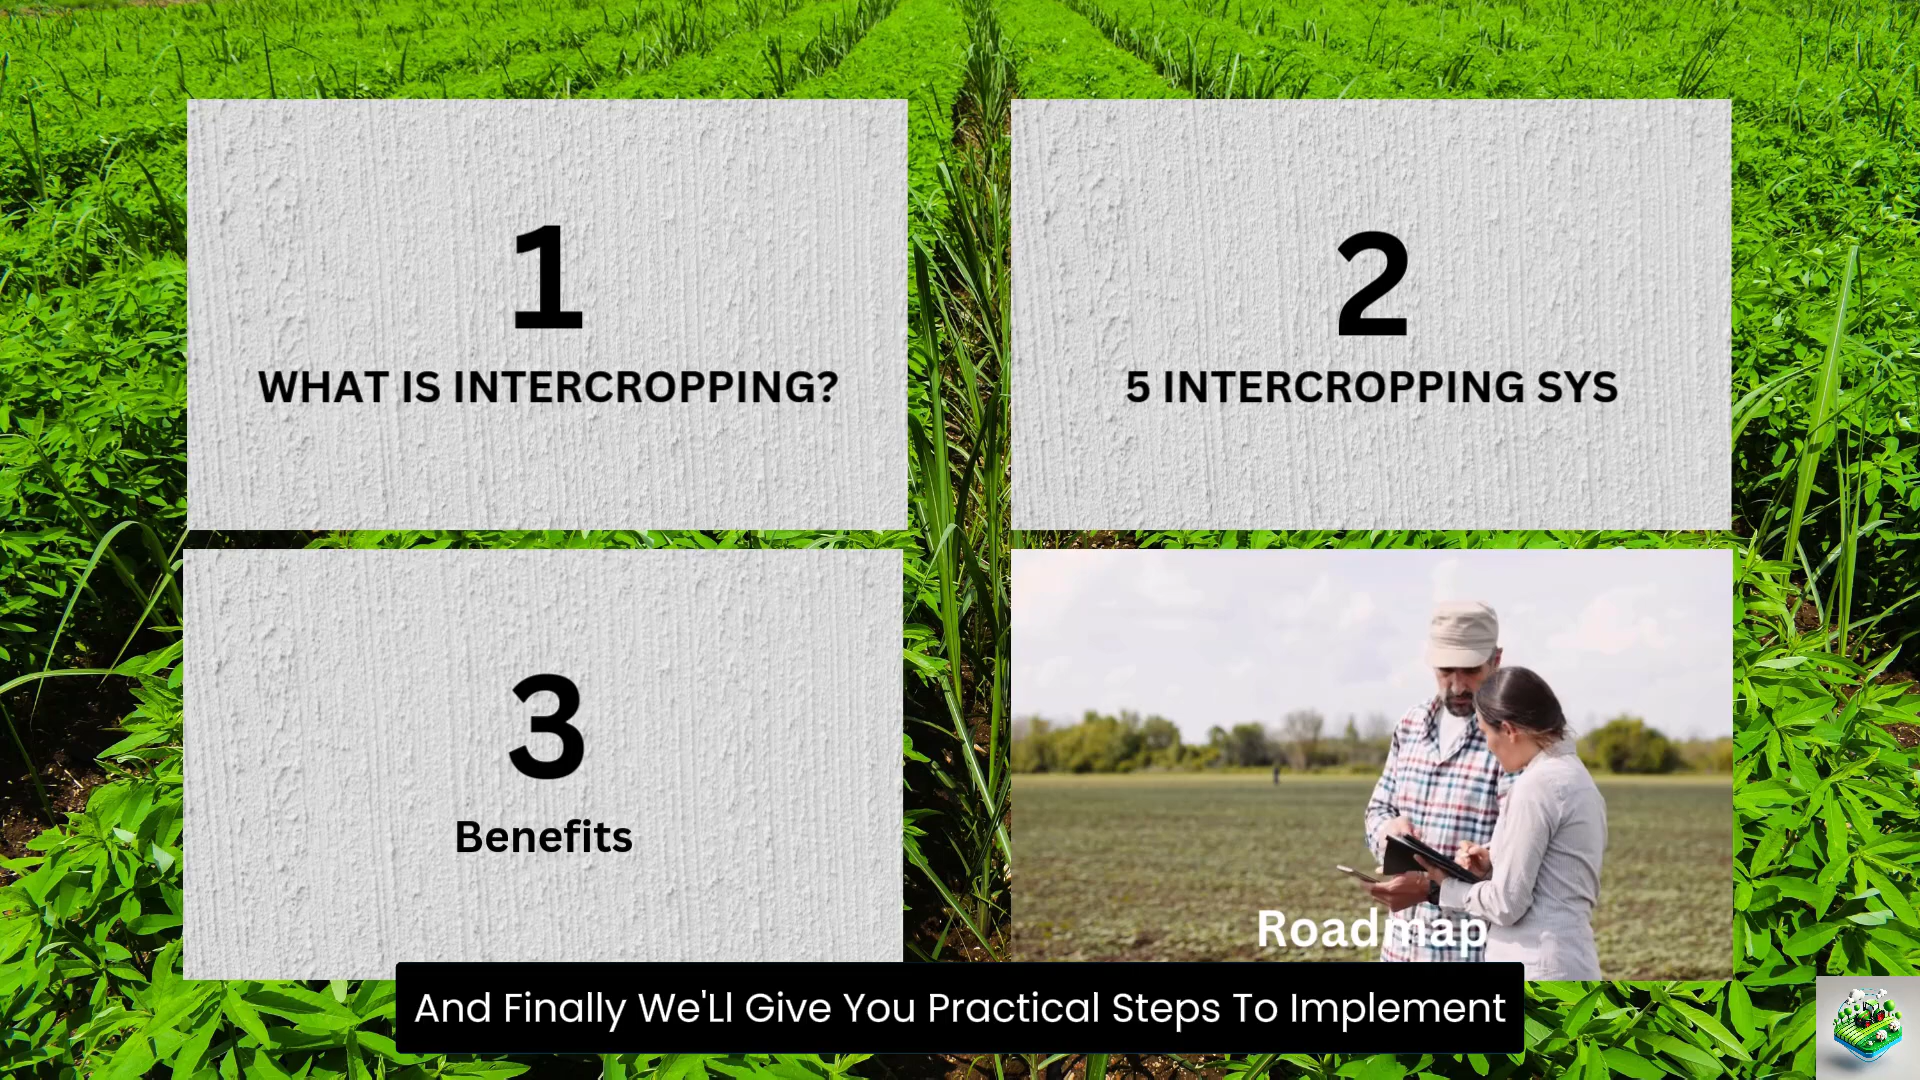 1
WHAT IS INTERCROPPING?
2
5 INTERCROPPING SYS
3
Benefits
Roadmap
And Finally We'Ll Give You Practical Steps To Implement